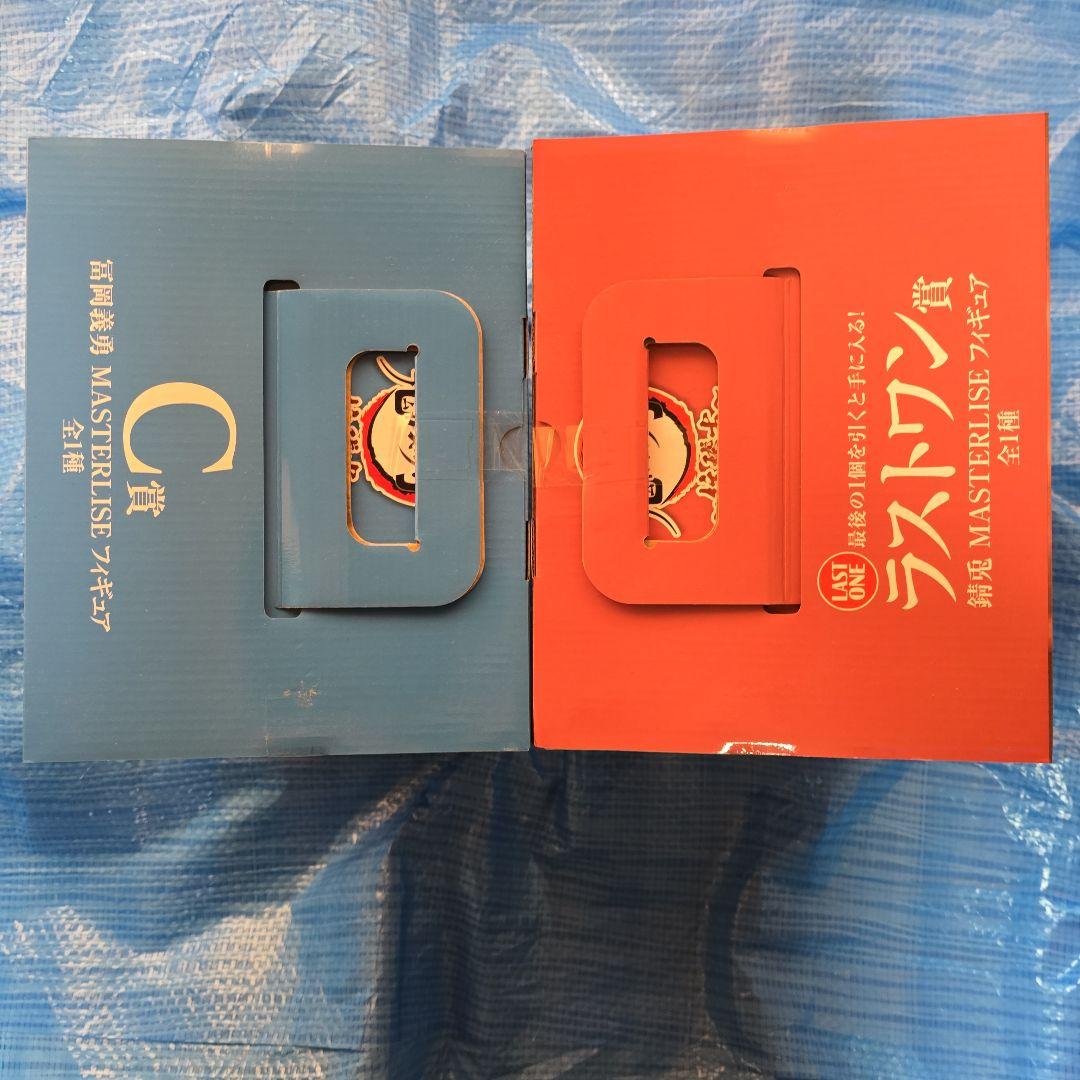 C賞
冨岡義勇 MASTERLISE フィギュア
全1種
LAST ONE
最後の1個を引くと手に入る!
ラストワン賞
錆兎 MASTERLISE フィギュア
全1種